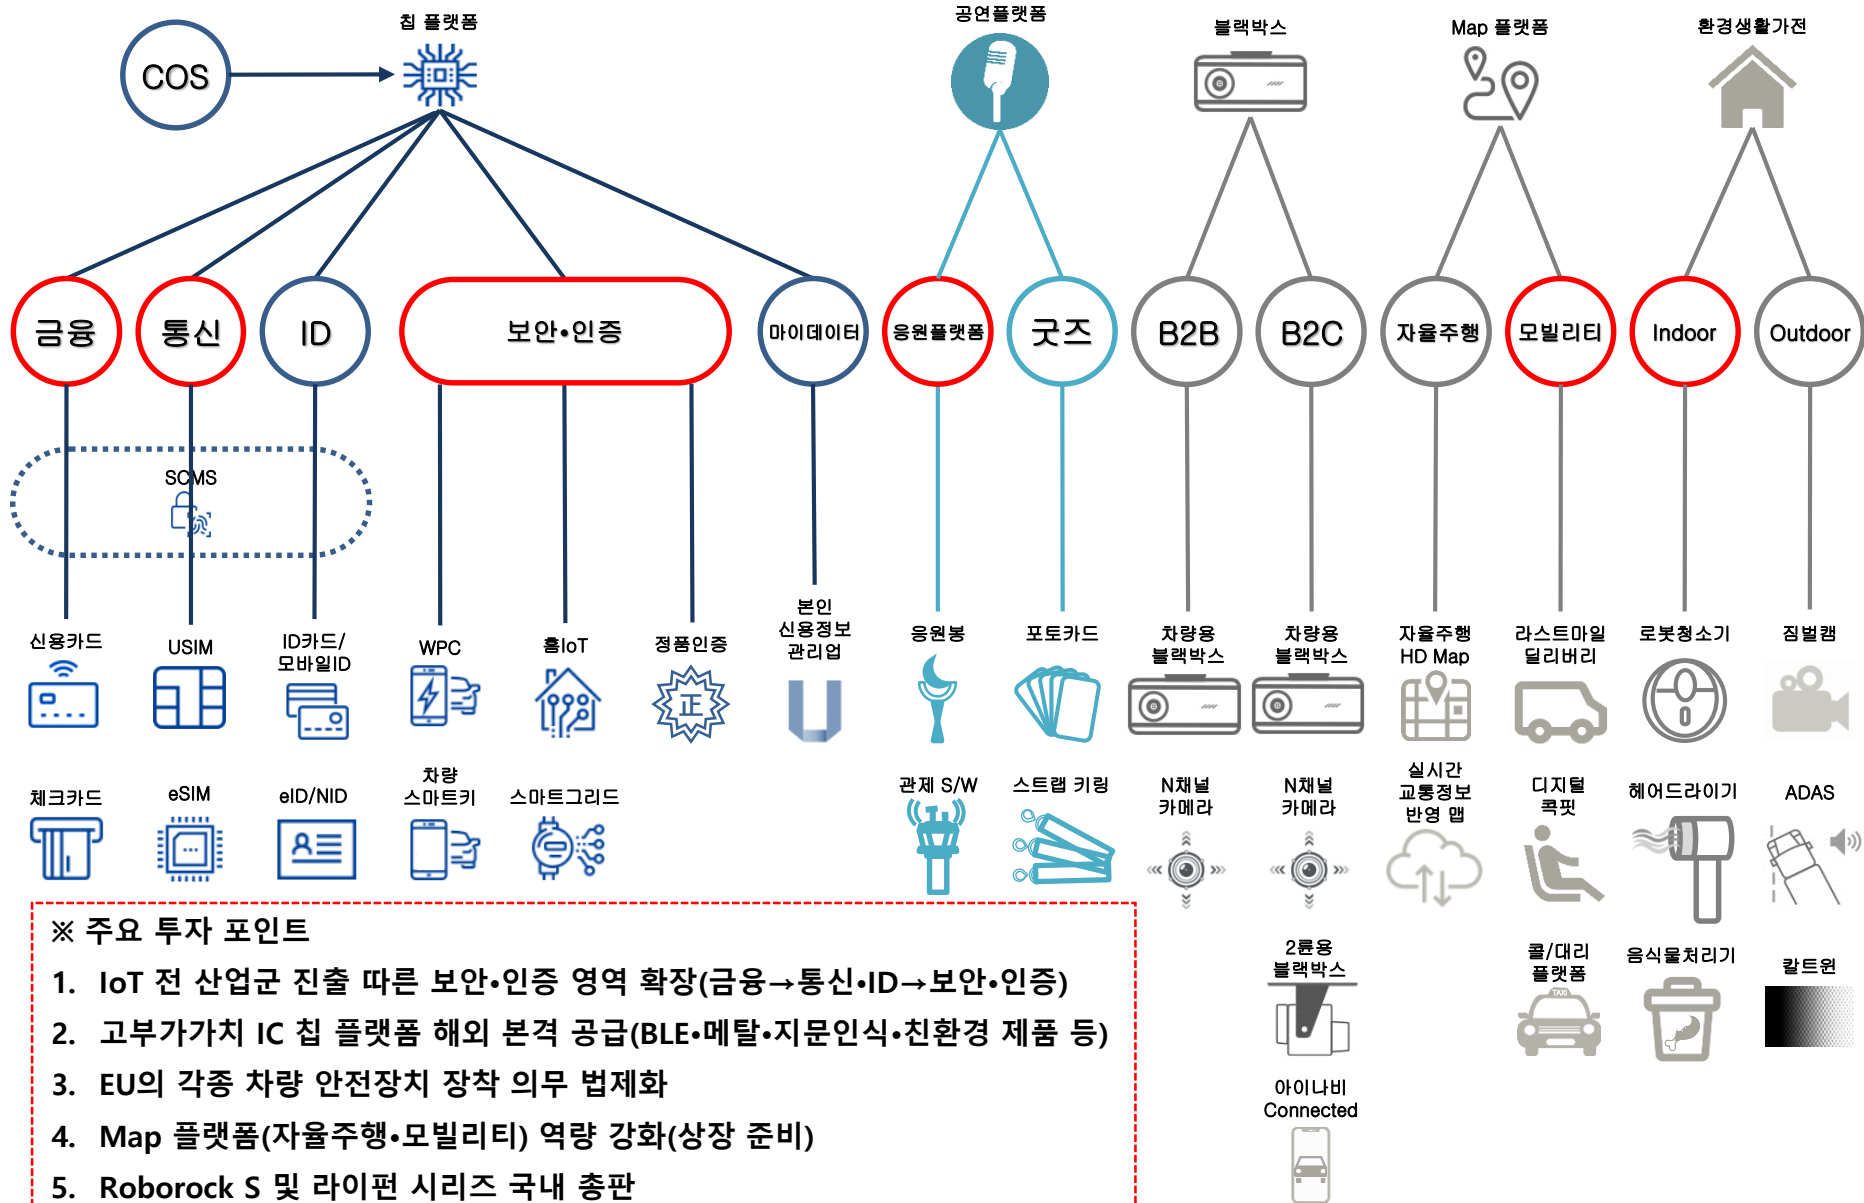 COS
칩 플랫폼
공연플랫폼
블랙박스
Map 플랫폼
환경생활가전
금융
통신
ID
보안•인증
마이데이터
응원플랫폼
굿즈
B2B
B2C
자율주행
모빌리티
Indoor
Outdoor
SCMS
신용카드
USIM
ID카드/
모바일ID
WPC
홈IoT
정품인증
正
본인
신용정보
관리업
응원봉
포토카드
차량용
블랙박스
차량용
블랙박스
자율주행
HD Map
라스트마일
딜리버리
로봇청소기
짐벌캠
체크카드
eSIM
eID/NID
차량
스마트키
스마트그리드
관제 S/W
스트랩 키링
N채널
카메라
N채널
카메라
실시간
교통정보
반영 맵
디지털
콕핏
헤어드라이기
ADAS
2륜용
블랙박스
콜/대리
플랫폼
TAXI
음식물처리기
칼트윈
아이나비
Connected
※ 주요 투자 포인트
1. IoT 전 산업군 진출 따른 보안•인증 영역 확장(금융→통신•ID→보안•인증)
2. 고부가가치 IC 칩 플랫폼 해외 본격 공급(BLE•메탈•지문인식•친환경 제품 등)
3. EU의 각종 차량 안전장치 장착 의무 법제화
4. Map 플랫폼(자율주행•모빌리티) 역량 강화(상장 준비)
5. Roborock S 및 라이펀 시리즈 국내 총판